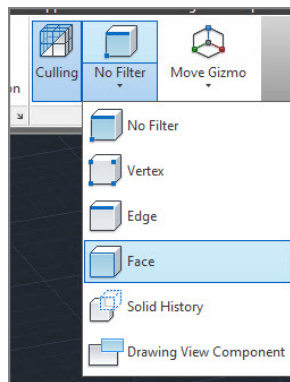 Culling
No Filter
Move Gizmo
No Filter
Vertex
Edge
Face
Solid History
Drawing View Component